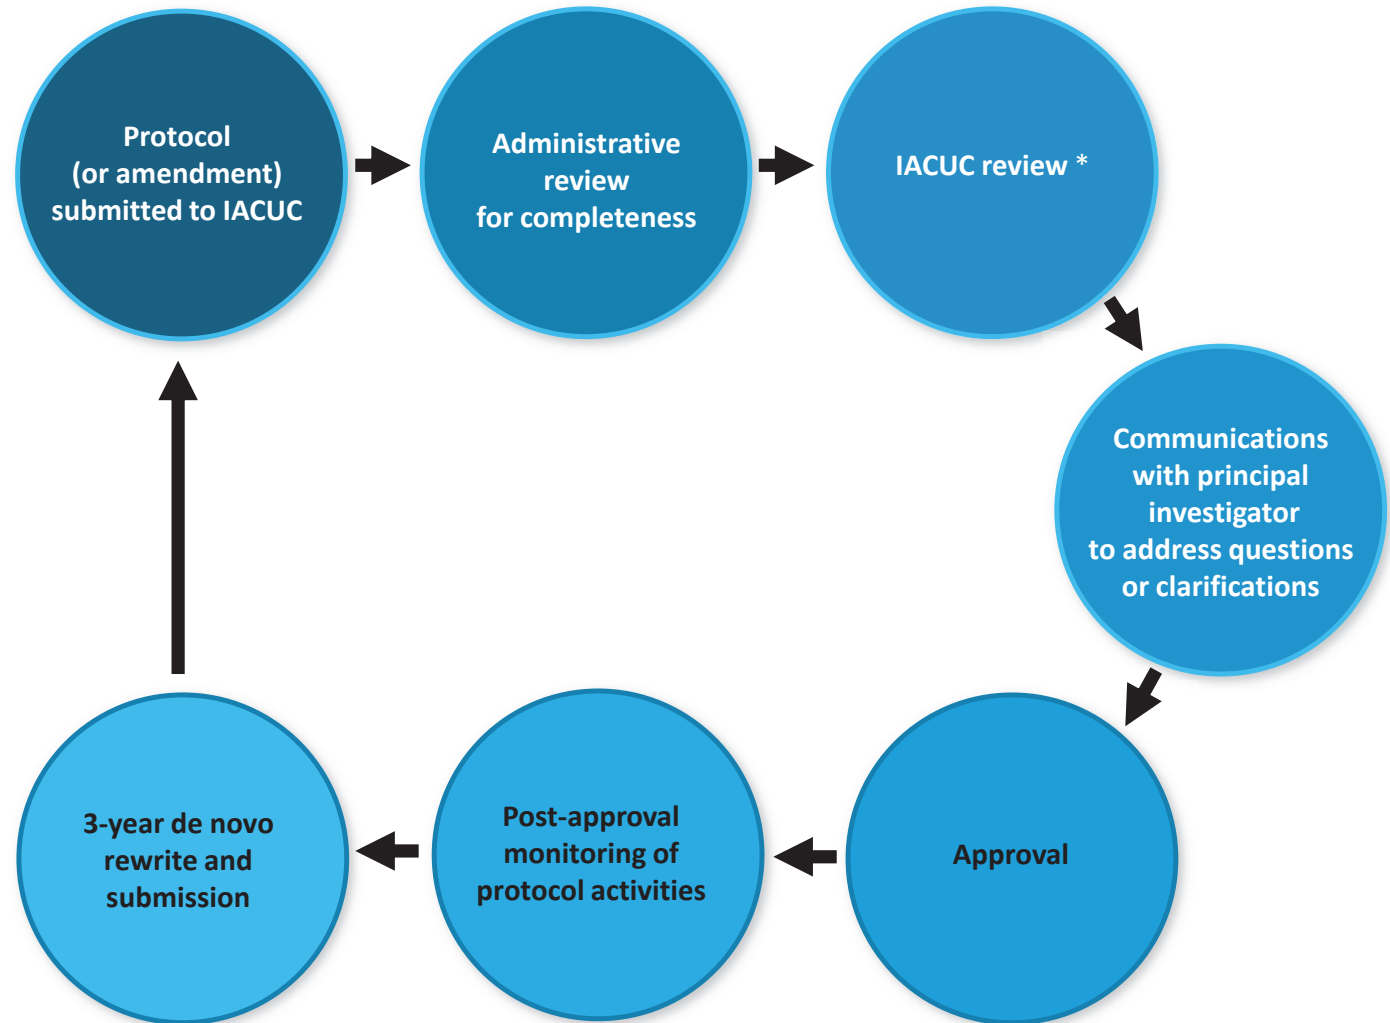 Protocol
(or amendment)
submitted to IACUC
Administrative
review
for completeness
IACUC review *
Communications
with principal
investigator
to address questions
or clarifications
Approval
Post-approval
monitoring of
protocol activities
3-year de novo
rewrite and
submission